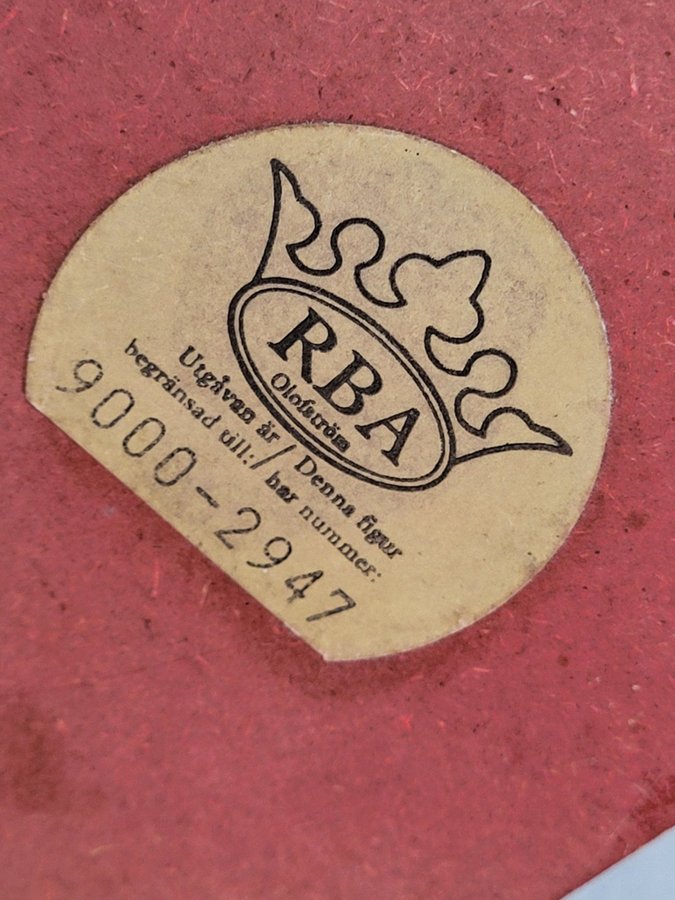 RBA
Olofström
Utgåvan är / Denna figur
begränsad till: / har nummer:
9000-2947